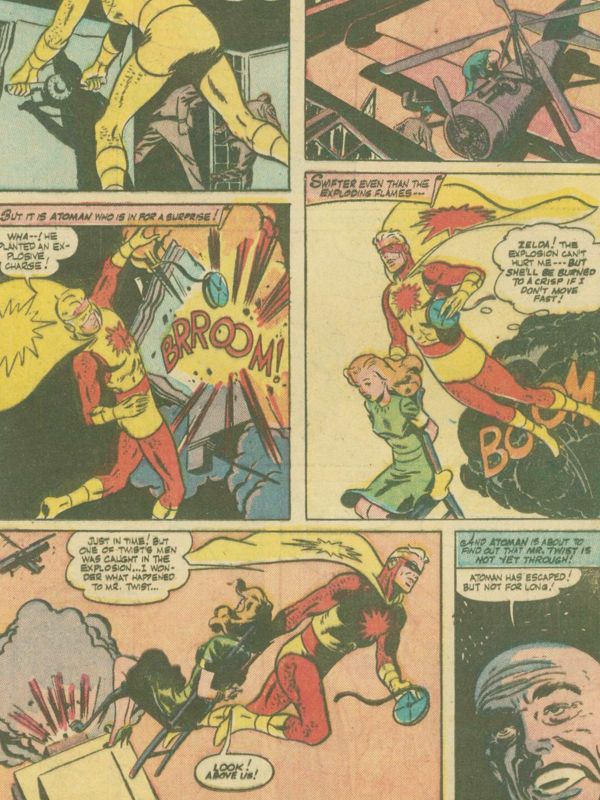 BUT IT IS ATOMAN WHO IS IN FOR A SURPRISE!
WHA--! HE
PLANTED AN EX-
PLOSIVE
CHARGE!
BRROOM!
SWIFTER EVEN THAN THE
EXPLODING FLAMES---
ZELDA! THE
EXPLOSION CAN'T
HURT ME---BUT
SHE'LL BE BURNED
TO A CRISP IF I
DON'T MOVE
FAST!
BOOM
JUST IN TIME! BUT
ONE OF TWIST'S MEN
WAS CAUGHT IN THE
EXPLOSION...I WON-
DER WHAT HAPPENED
TO MR. TWIST...
LOOK!
ABOVE US!
AND ATOMAN IS ABOUT TO
FIND OUT THAT MR. TWIST IS
NOT YET THROUGH!
ATOMAN HAS ESCAPED!
BUT NOT FOR LONG!